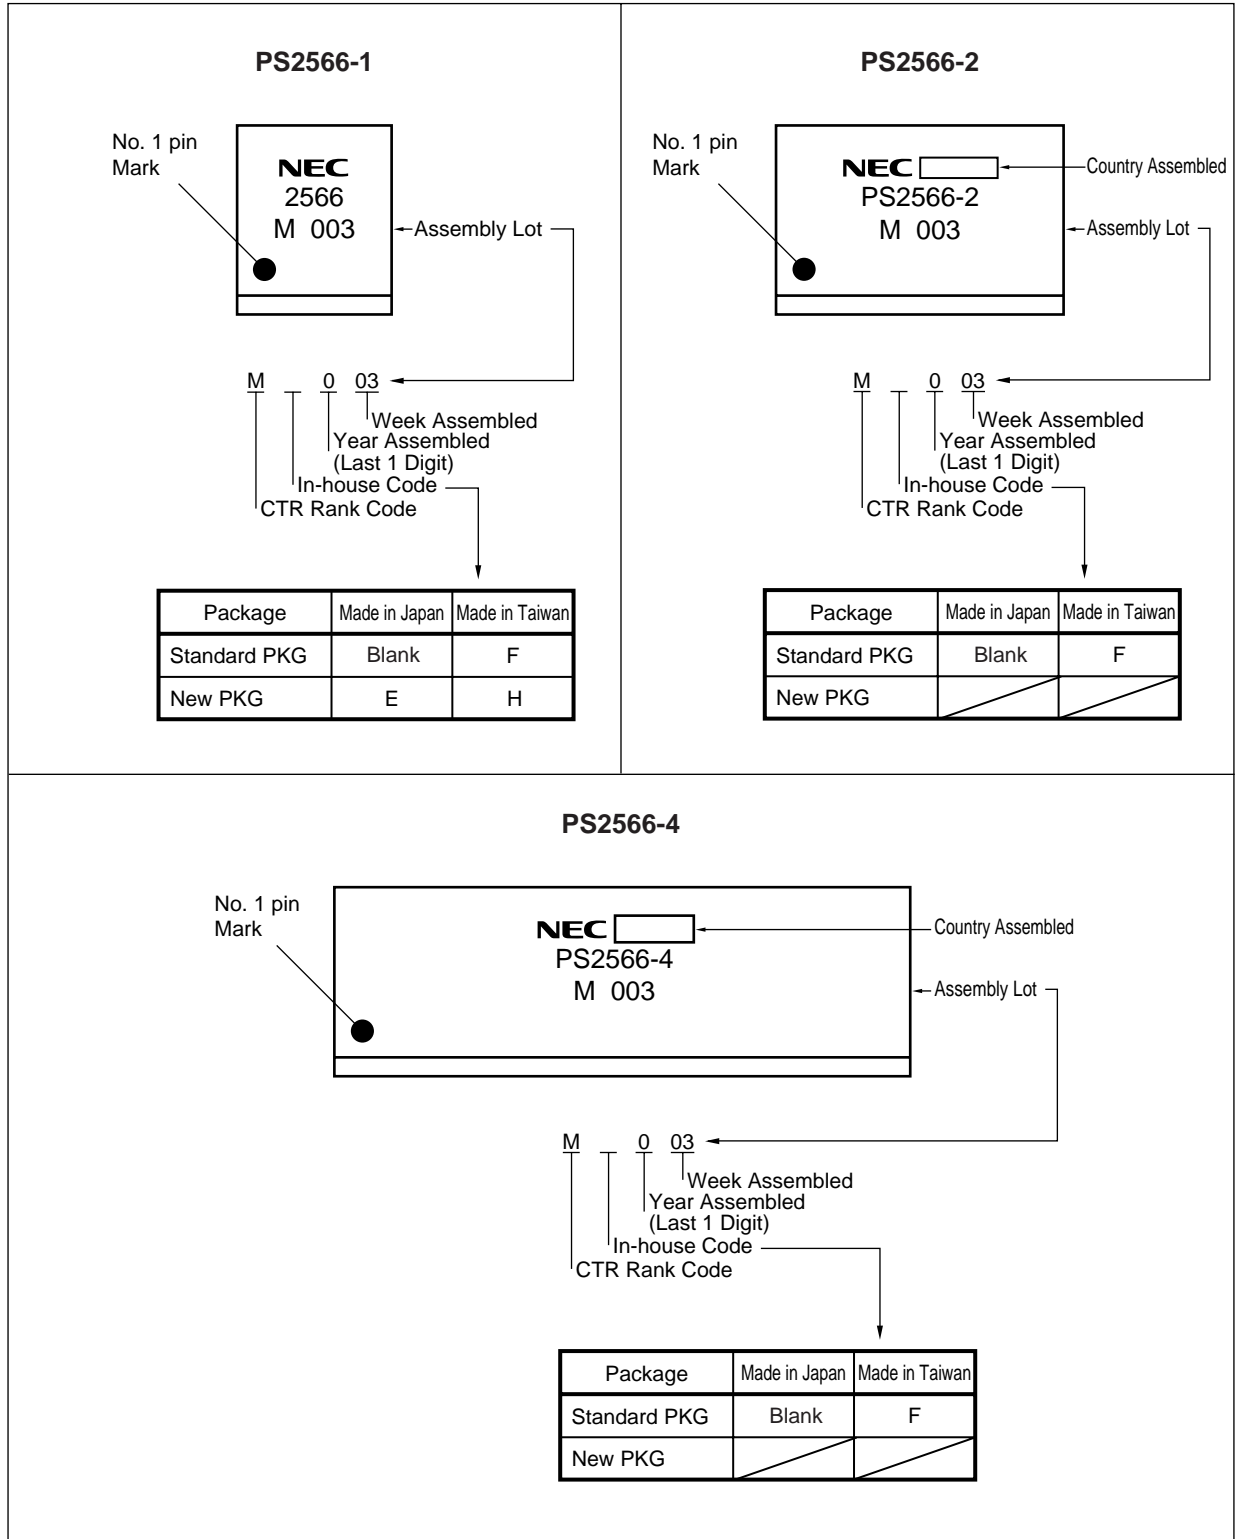 PS2566-1
No. 1 pin
Mark
NEC
2566
M 003
Assembly Lot
M 0 03
Week Assembled
Year Assembled
(Last 1 Digit)
In-house Code
CTR Rank Code
Package Made in Japan Made in Taiwan
Standard PKG Blank F
New PKG E H
PS2566-2
No. 1 pin
Mark
NEC
Country Assembled
PS2566-2
M 003
Assembly Lot
M 0 03
Week Assembled
Year Assembled
(Last 1 Digit)
In-house Code
CTR Rank Code
Package Made in Japan Made in Taiwan
Standard PKG Blank F
New PKG
PS2566-4
No. 1 pin
Mark
NEC
Country Assembled
PS2566-4
M 003
Assembly Lot
M 0 03
Week Assembled
Year Assembled
(Last 1 Digit)
In-house Code
CTR Rank Code
Package Made in Japan Made in Taiwan
Standard PKG Blank F
New PKG